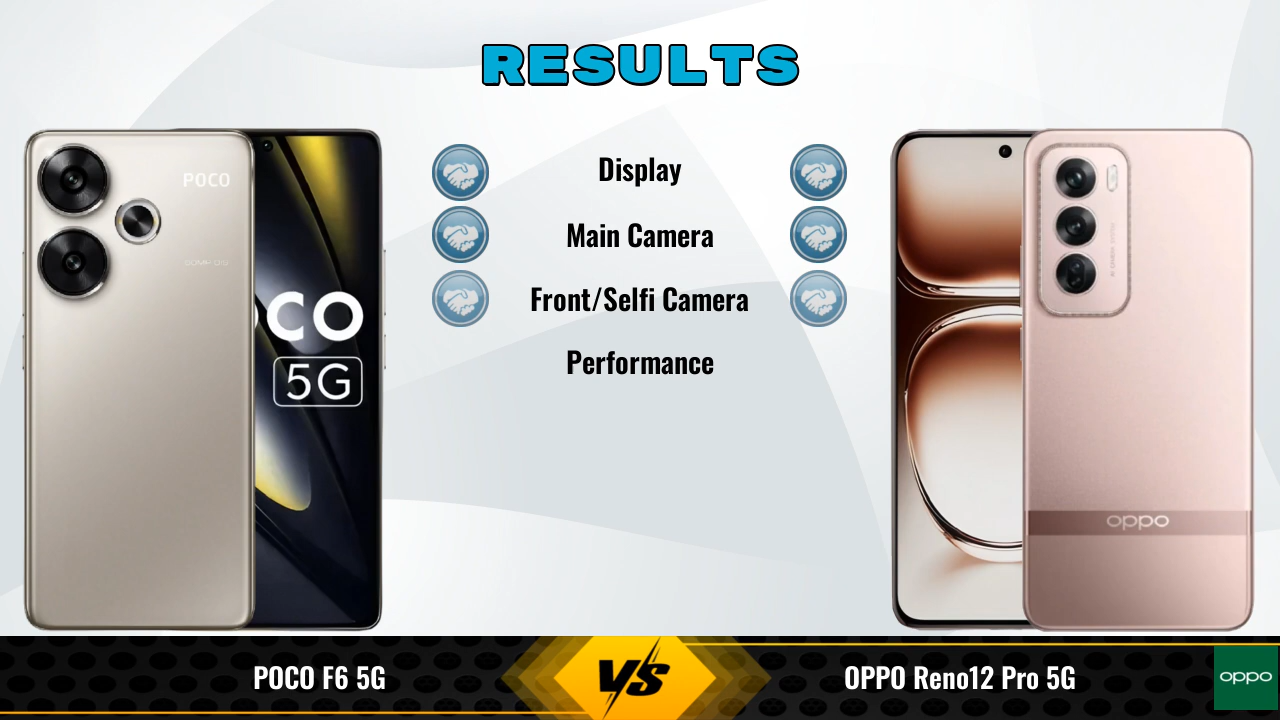 RESULTS
Display
Main Camera
Front/Selfi Camera
Performance
POCO
CO
5G
oppo
POCO F6 5G
VS
OPPO Reno12 Pro 5G
oppo